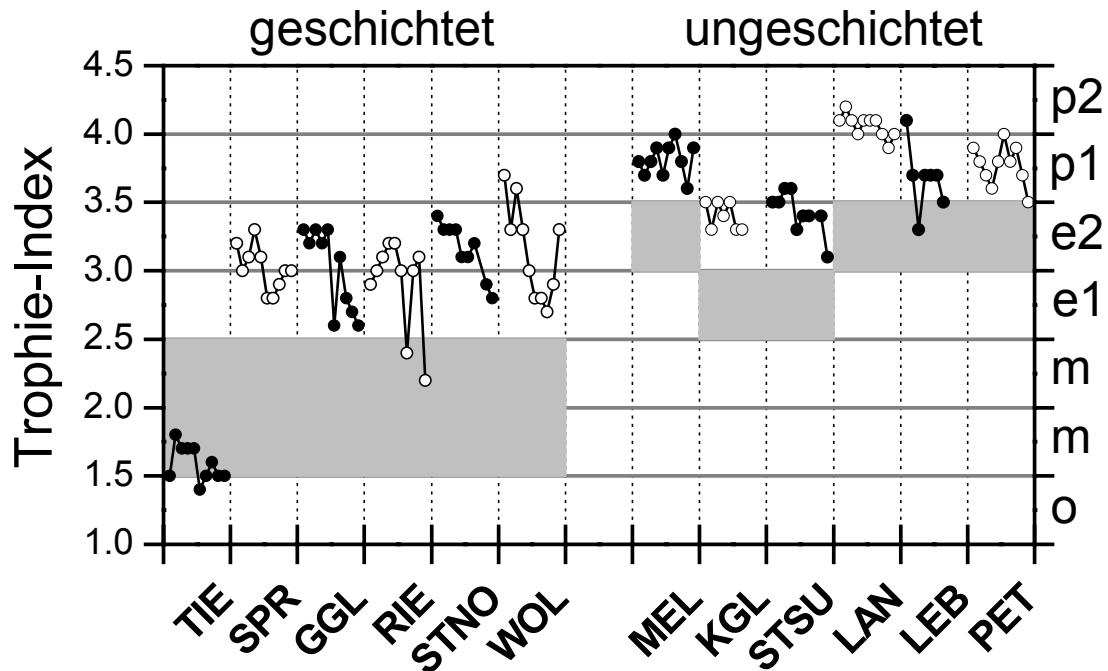 geschichtet ungeschichtet
Trophie-Index
4.5
4.0
3.5
3.0
2.5
2.0
1.5
1.0
p2
p1
e2
e1
m
m
o
TIE SPR GGL RIE STNO WOL MEL KGL STSU LAN LEB PET